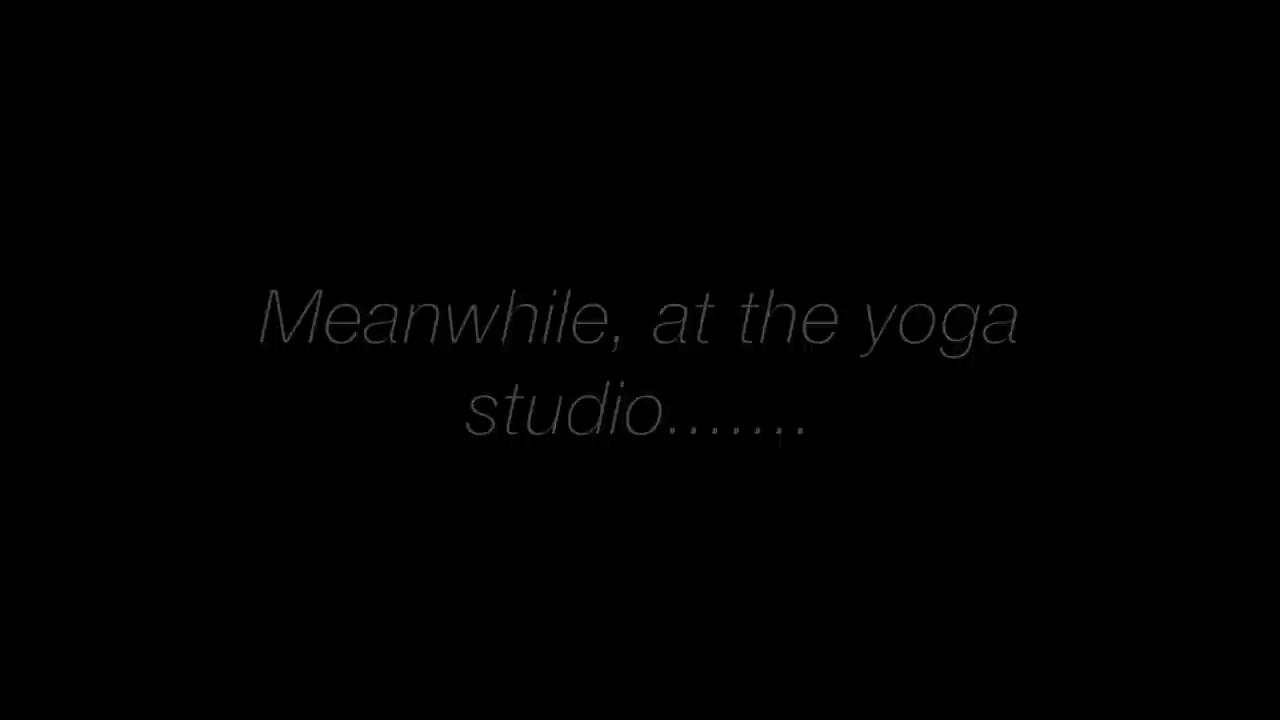 Meanwhile, at the yoga
studio.......